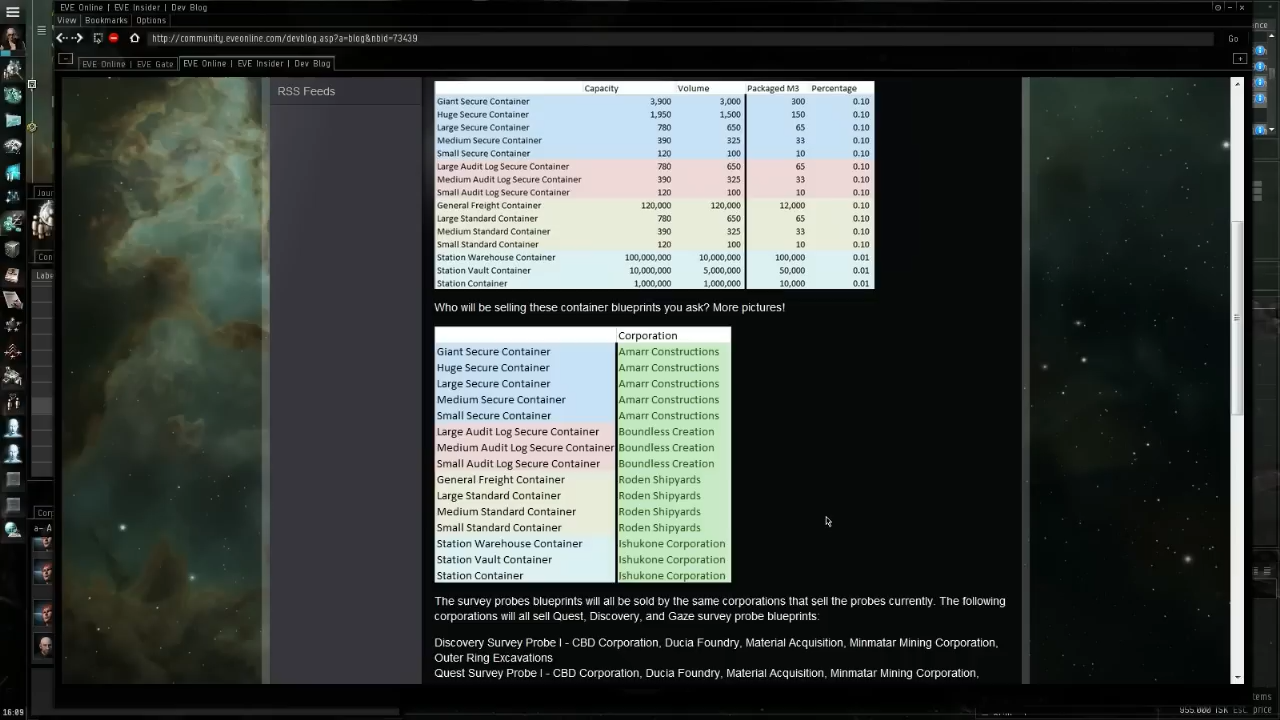 EVE Online | EVE Insider | Dev Blog
View Bookmarks Options
http://community.eveonline.com/devblog.asp?a=blog&nbid=73439 Go
EVE Online | EVE Gate EVE Online | EVE Insider | Dev Blog
RSS Feeds
Capacity Volume Packaged M3 Percentage
Giant Secure Container 3,900 3,000 300 0.10
Huge Secure Container 1,950 1,500 150 0.10
Large Secure Container 780 650 65 0.10
Medium Secure Container 390 325 33 0.10
Small Secure Container 120 100 10 0.10
Large Audit Log Secure Container 780 650 65 0.10
Medium Audit Log Secure Container 390 325 33 0.10
Small Audit Log Secure Container 120 100 10 0.10
General Freight Container 120,000 120,000 12,000 0.10
Large Standard Container 780 650 65 0.10
Medium Standard Container 390 325 33 0.10
Small Standard Container 120 100 10 0.10
Station Warehouse Container 100,000,000 10,000,000 100,000 0.01
Station Vault Container 10,000,000 5,000,000 50,000 0.01
Station Container 1,000,000 1,000,000 10,000 0.01
Who will be selling these container blueprints you ask? More pictures!
Corporation
Giant Secure Container Amarr Constructions
Huge Secure Container Amarr Constructions
Large Secure Container Amarr Constructions
Medium Secure Container Amarr Constructions
Small Secure Container Amarr Constructions
Large Audit Log Secure Container Boundless Creation
Medium Audit Log Secure Container Boundless Creation
Small Audit Log Secure Container Boundless Creation
General Freight Container Roden Shipyards
Large Standard Container Roden Shipyards
Medium Standard Container Roden Shipyards
Small Standard Container Roden Shipyards
Station Warehouse Container Ishukone Corporation
Station Vault Container Ishukone Corporation
Station Container Ishukone Corporation
The survey probes blueprints will all be sold by the same corporations that sell the probes currently. The following
corporations will all sell Quest, Discovery, and Gaze survey probe blueprints:
Discovery Survey Probe I - CBD Corporation, Ducia Foundry, Material Acquisition, Minmatar Mining Corporation,
Outer Ring Excavations
Quest Survey Probe I - CBD Corporation, Ducia Foundry, Material Acquisition, Minmatar Mining Corporation,
16:09